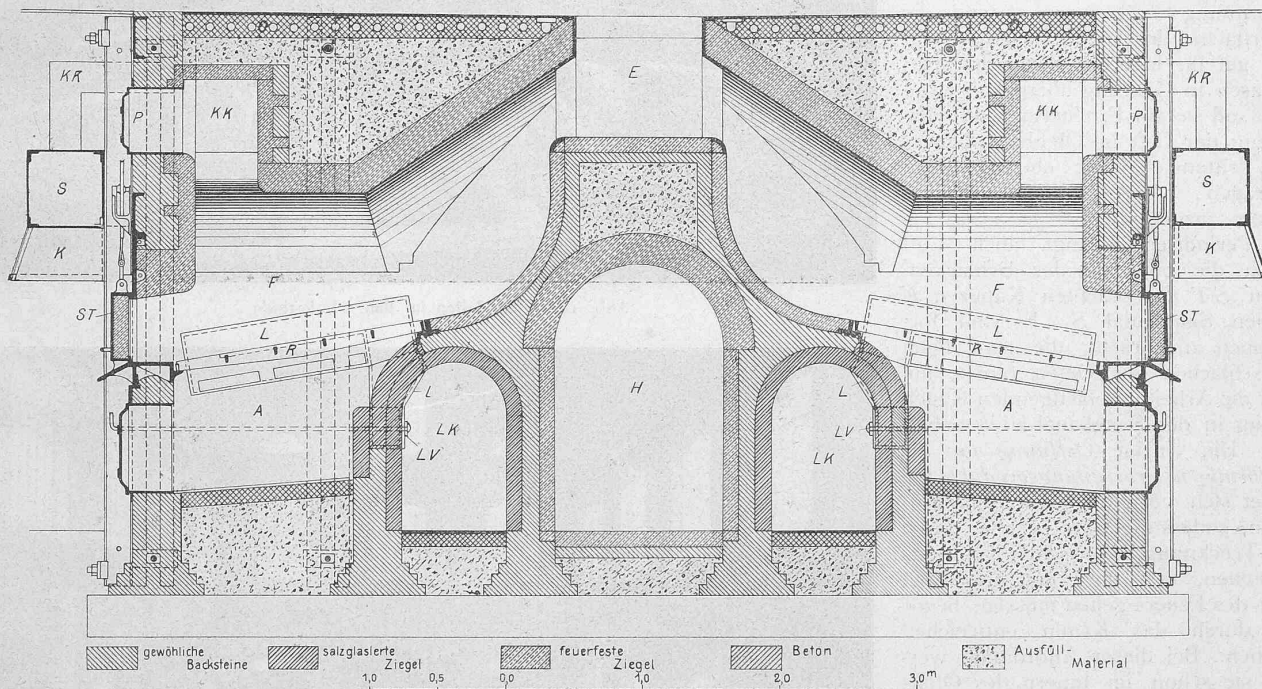 E
KR KK KK KR
P P
S S
H
K K
F F
ST L L ST
R R
A L L A
LK LV LV LK
gewöhliche Backsteine
salzglasierte Ziegel
feuerfeste Ziegel
Beton
Ausfüll-Material
1,0 0,5 0,0 1,0 2,0 3,0 m